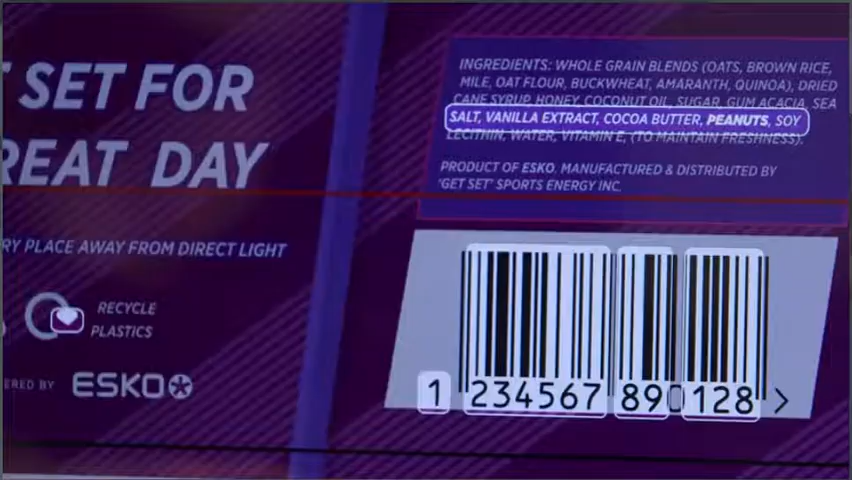 SET FOR
REAT DAY
RY PLACE AWAY FROM DIRECT LIGHT
RECYCLE
PLASTICS
ERED BY ESKO
INGREDIENTS: WHOLE GRAIN BLENDS (OATS, BROWN RICE,
MILE, OAT FLOUR, BUCKWHEAT, AMARANTH, QUINOA), DRIED
CANE SYRUP, HONEY, COCONUT OIL, SUGAR, GUM ACACIA, SEA
SALT, VANILLA EXTRACT, COCOA BUTTER, PEANUTS, SOY
LECITHIN, WATER, VITAMIN E, (TO MAINTAIN FRESHNESS).
PRODUCT OF ESKO. MANUFACTURED & DISTRIBUTED BY
'GET SET' SPORTS ENERGY INC.
1 234567 890128 >